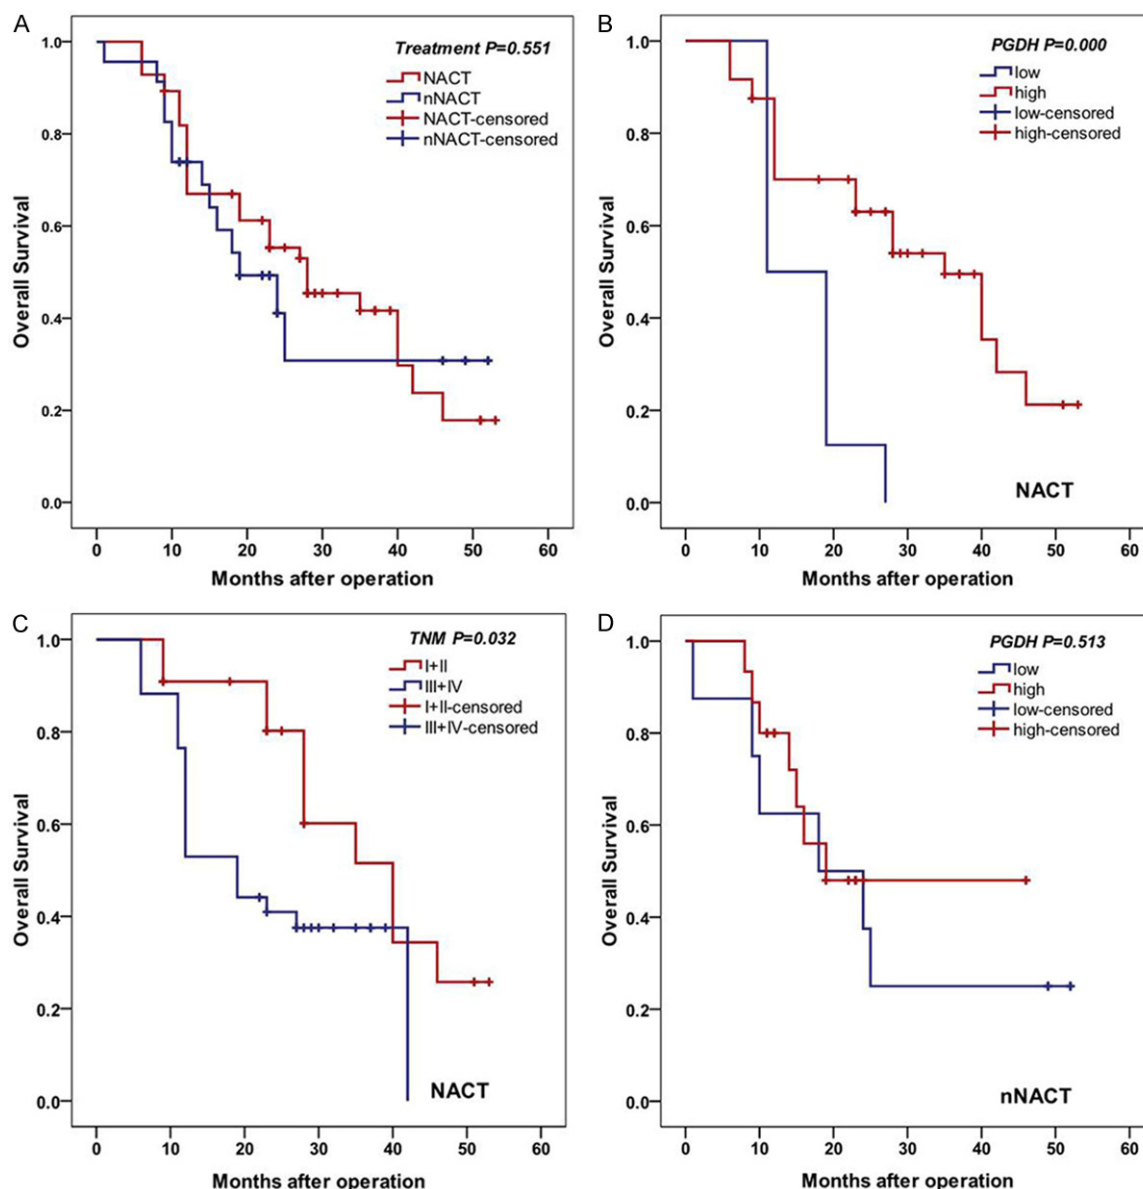 A
Treatment P=0.551
NACT
nNACT
NACT-censored
nNACT-censored
Overall Survival
1.0
0.8
0.6
0.4
0.2
0.0
0 10 20 30 40 50 60
Months after operation
B
PGDH P=0.000
low
high
low-censored
high-censored
Overall Survival
1.0
0.8
0.6
0.4
0.2
0.0
NACT
0 10 20 30 40 50 60
Months after operation
C
TNM P=0.032
I+II
III+IV
I+II-censored
III+IV-censored
Overall Survival
1.0
0.8
0.6
0.4
0.2
0.0
NACT
0 10 20 30 40 50 60
Months after operation
D
PGDH P=0.513
low
high
low-censored
high-censored
Overall Survival
1.0
0.8
0.6
0.4
0.2
0.0
nNACT
0 10 20 30 40 50 60
Months after operation